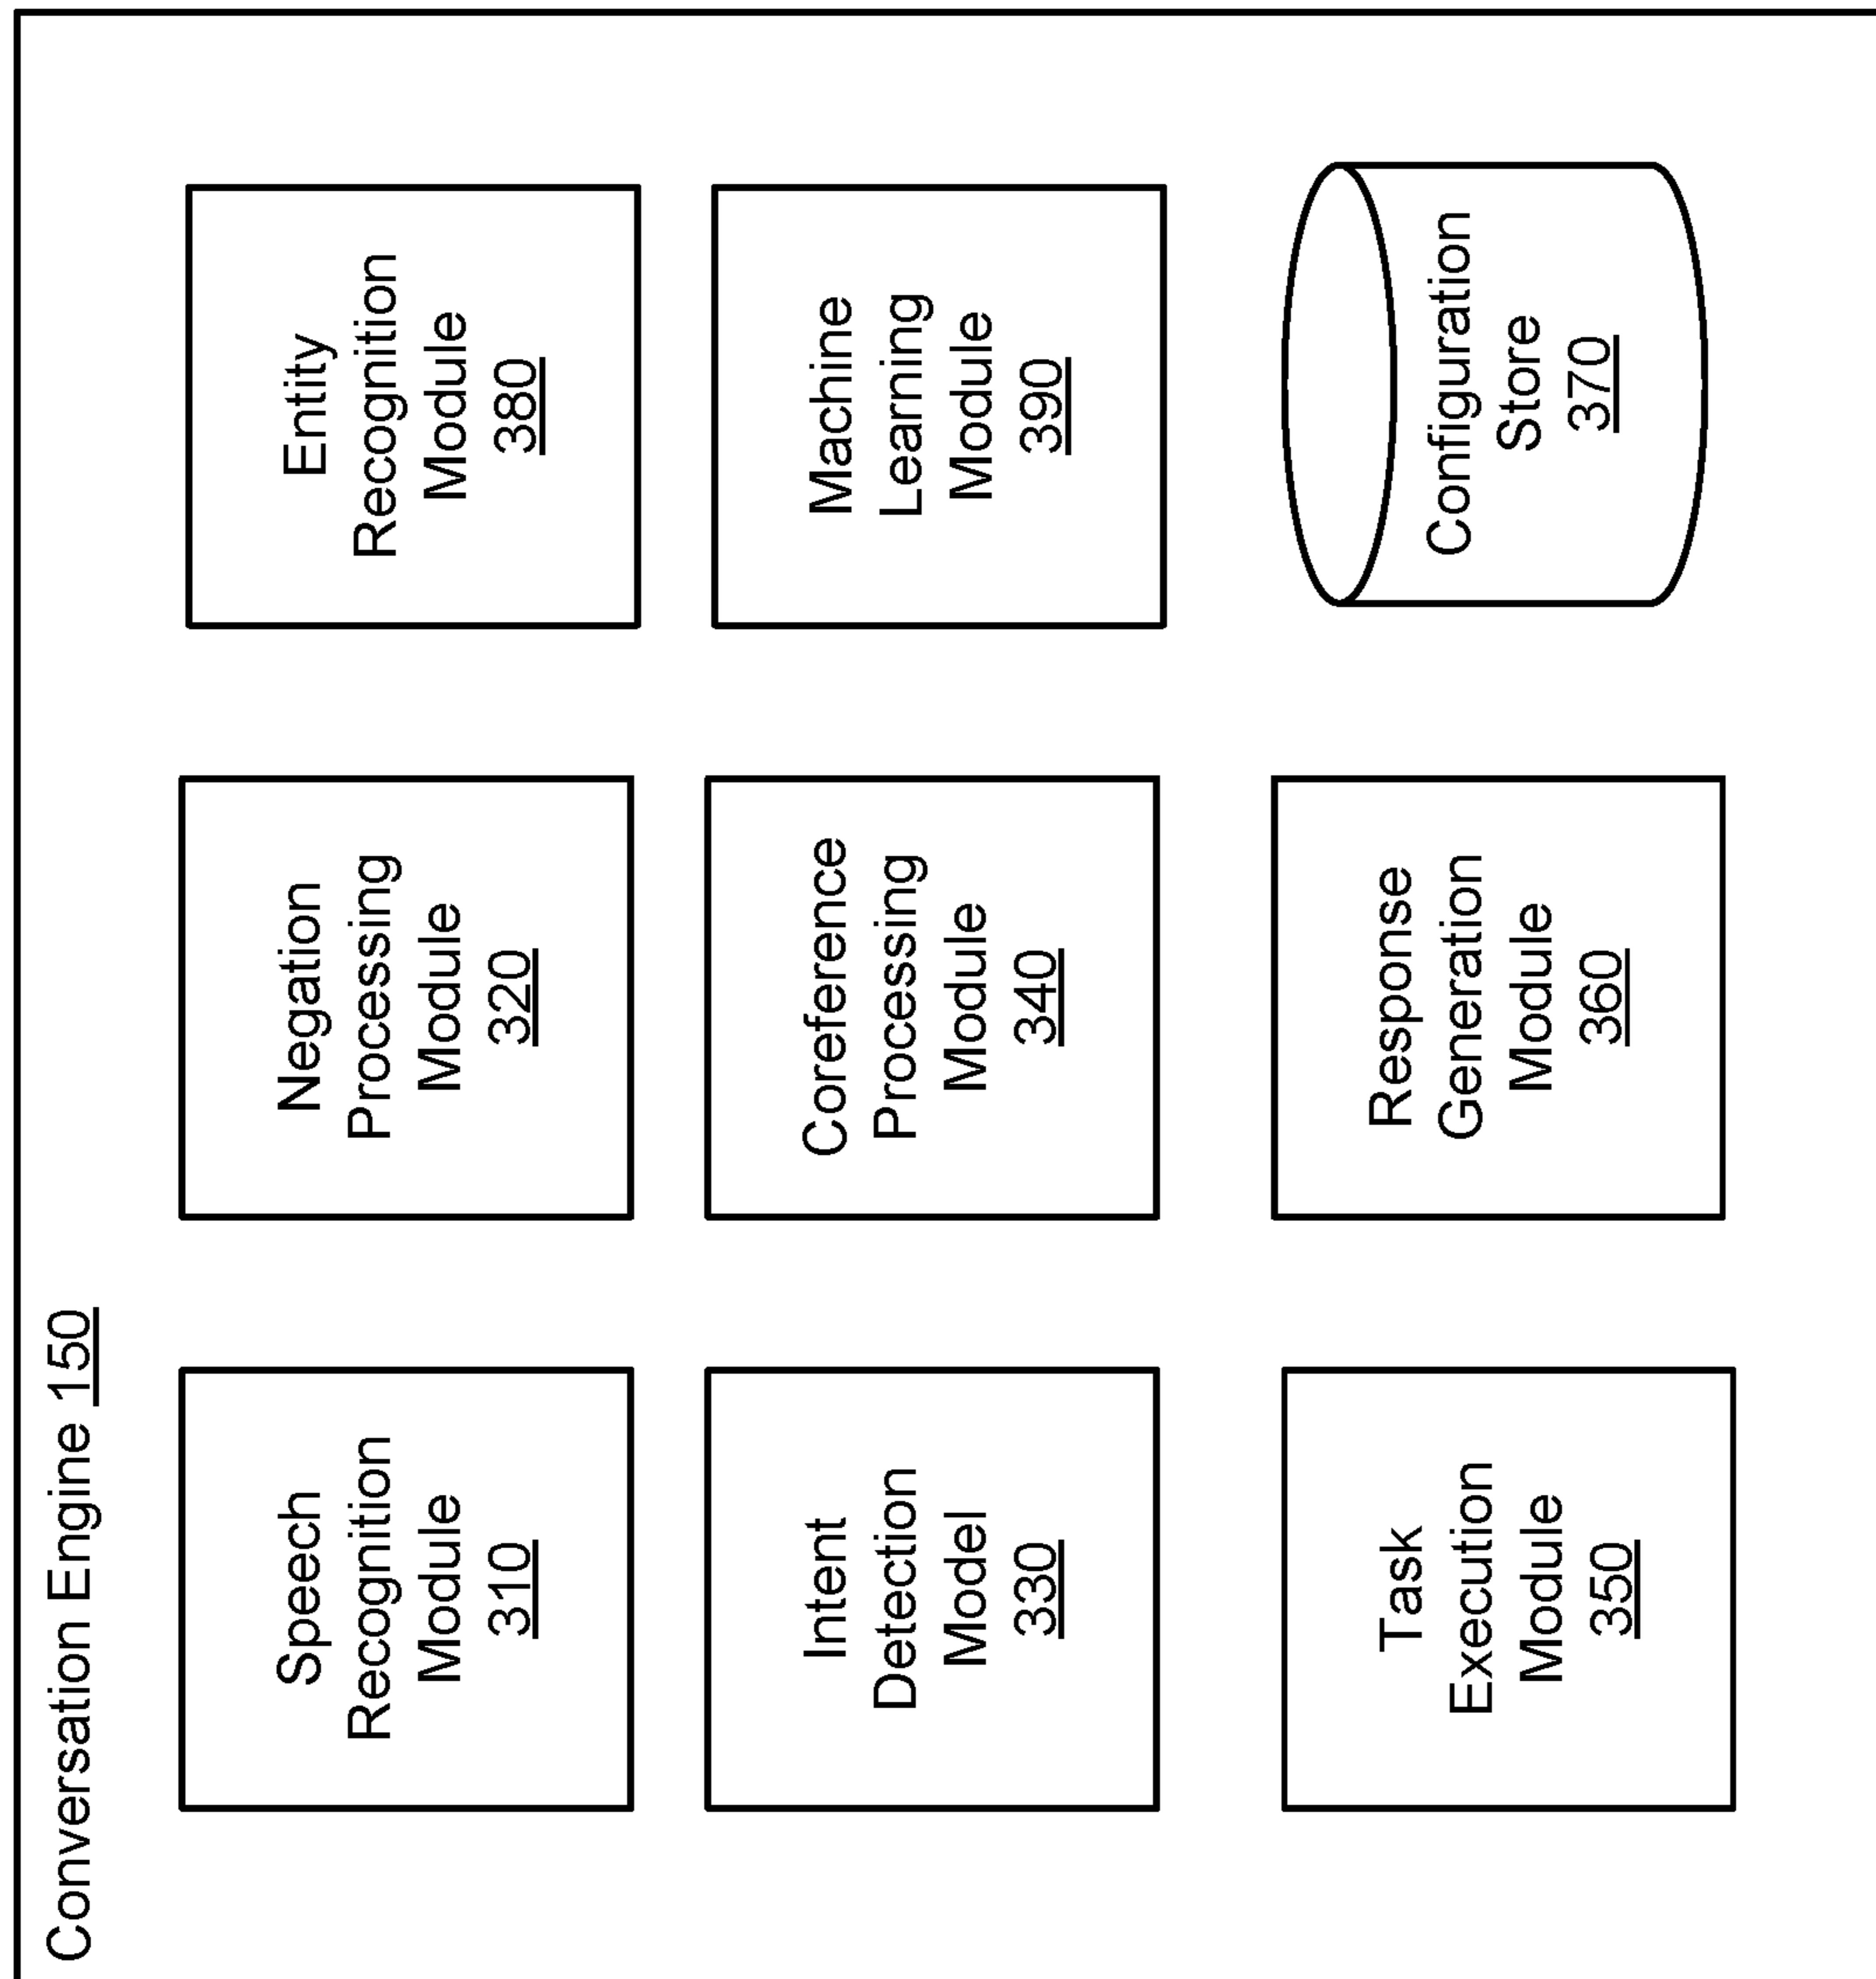 Conversation Engine 150
Speech
Recognition
Module
310
Negation
Processing
Module
320
Entity
Recognition
Module
380
Intent
Detection
Model
330
Coreference
Processing
Module
340
Machine
Learning
Module
390
Task
Execution
Module
350
Response
Generation
Module
360
Configuration
Store
370